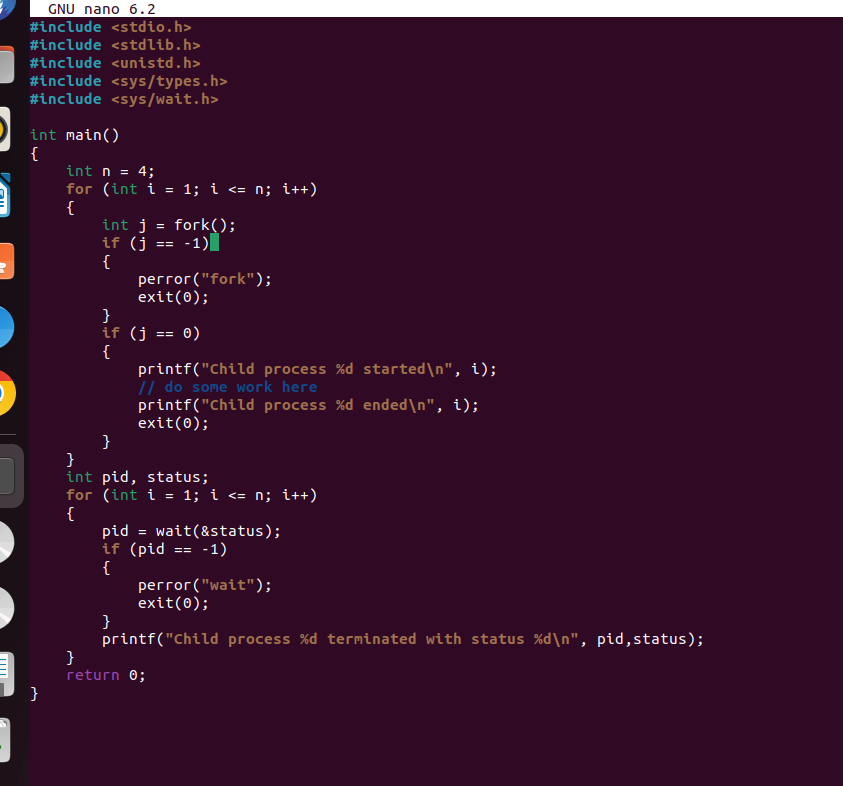 GNU nano 6.2
#include <stdio.h>
#include <stdlib.h>
#include <unistd.h>
#include <sys/types.h>
#include <sys/wait.h>

int main()
{
    int n = 4;
    for (int i = 1; i <= n; i++)
    {
        int j = fork();
        if (j == -1)
        {
            perror("fork");
            exit(0);
        }
        if (j == 0)
        {
            printf("Child process %d started\n", i);
            // do some work here
            printf("Child process %d ended\n", i);
            exit(0);
        }
    }
    int pid, status;
    for (int i = 1; i <= n; i++)
    {
        pid = wait(&status);
        if (pid == -1)
        {
            perror("wait");
            exit(0);
        }
        printf("Child process %d terminated with status %d\n", pid,status);
    }
    return 0;
}